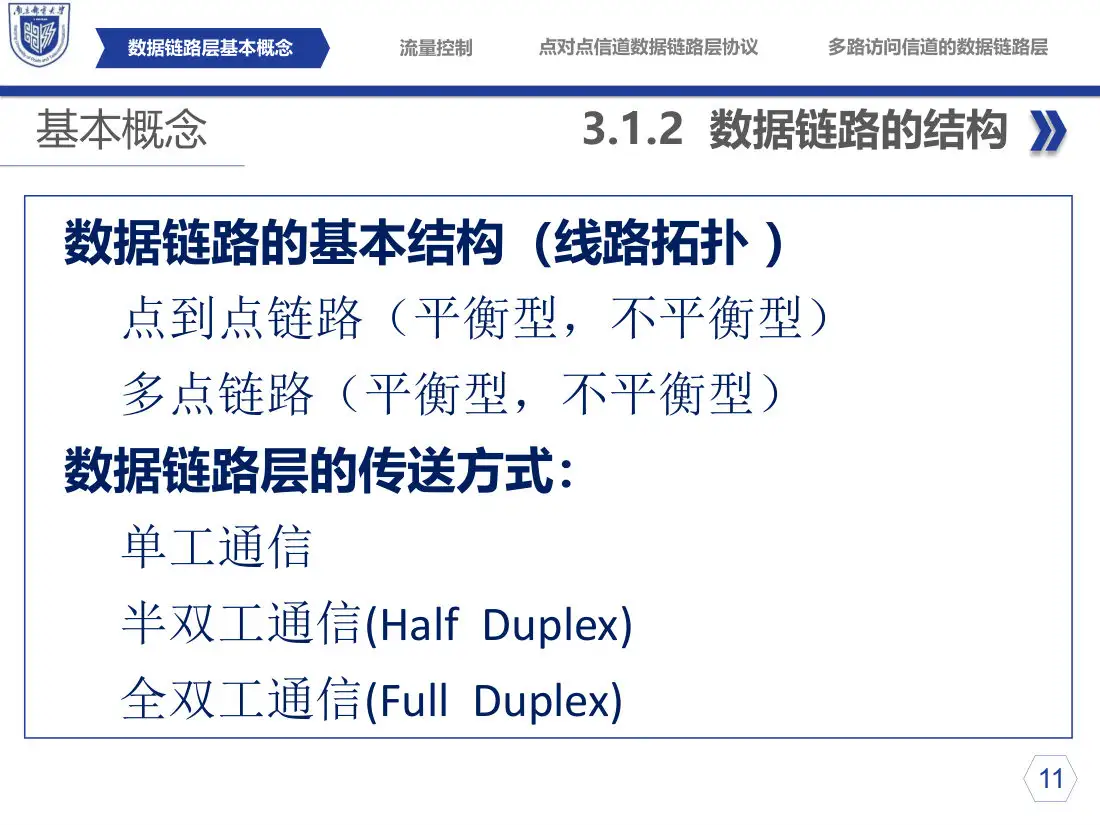 南京邮电大学
数据链路层基本概念
流量控制
点对点信道数据链路层协议
多路访问信道的数据链路层
基本概念
3.1.2 数据链路的结构
数据链路的基本结构（线路拓扑 ）
点到点链路（平衡型，不平衡型）
多点链路（平衡型，不平衡型）
数据链路层的传送方式：
单工通信
半双工通信(Half Duplex)
全双工通信(Full Duplex)
11